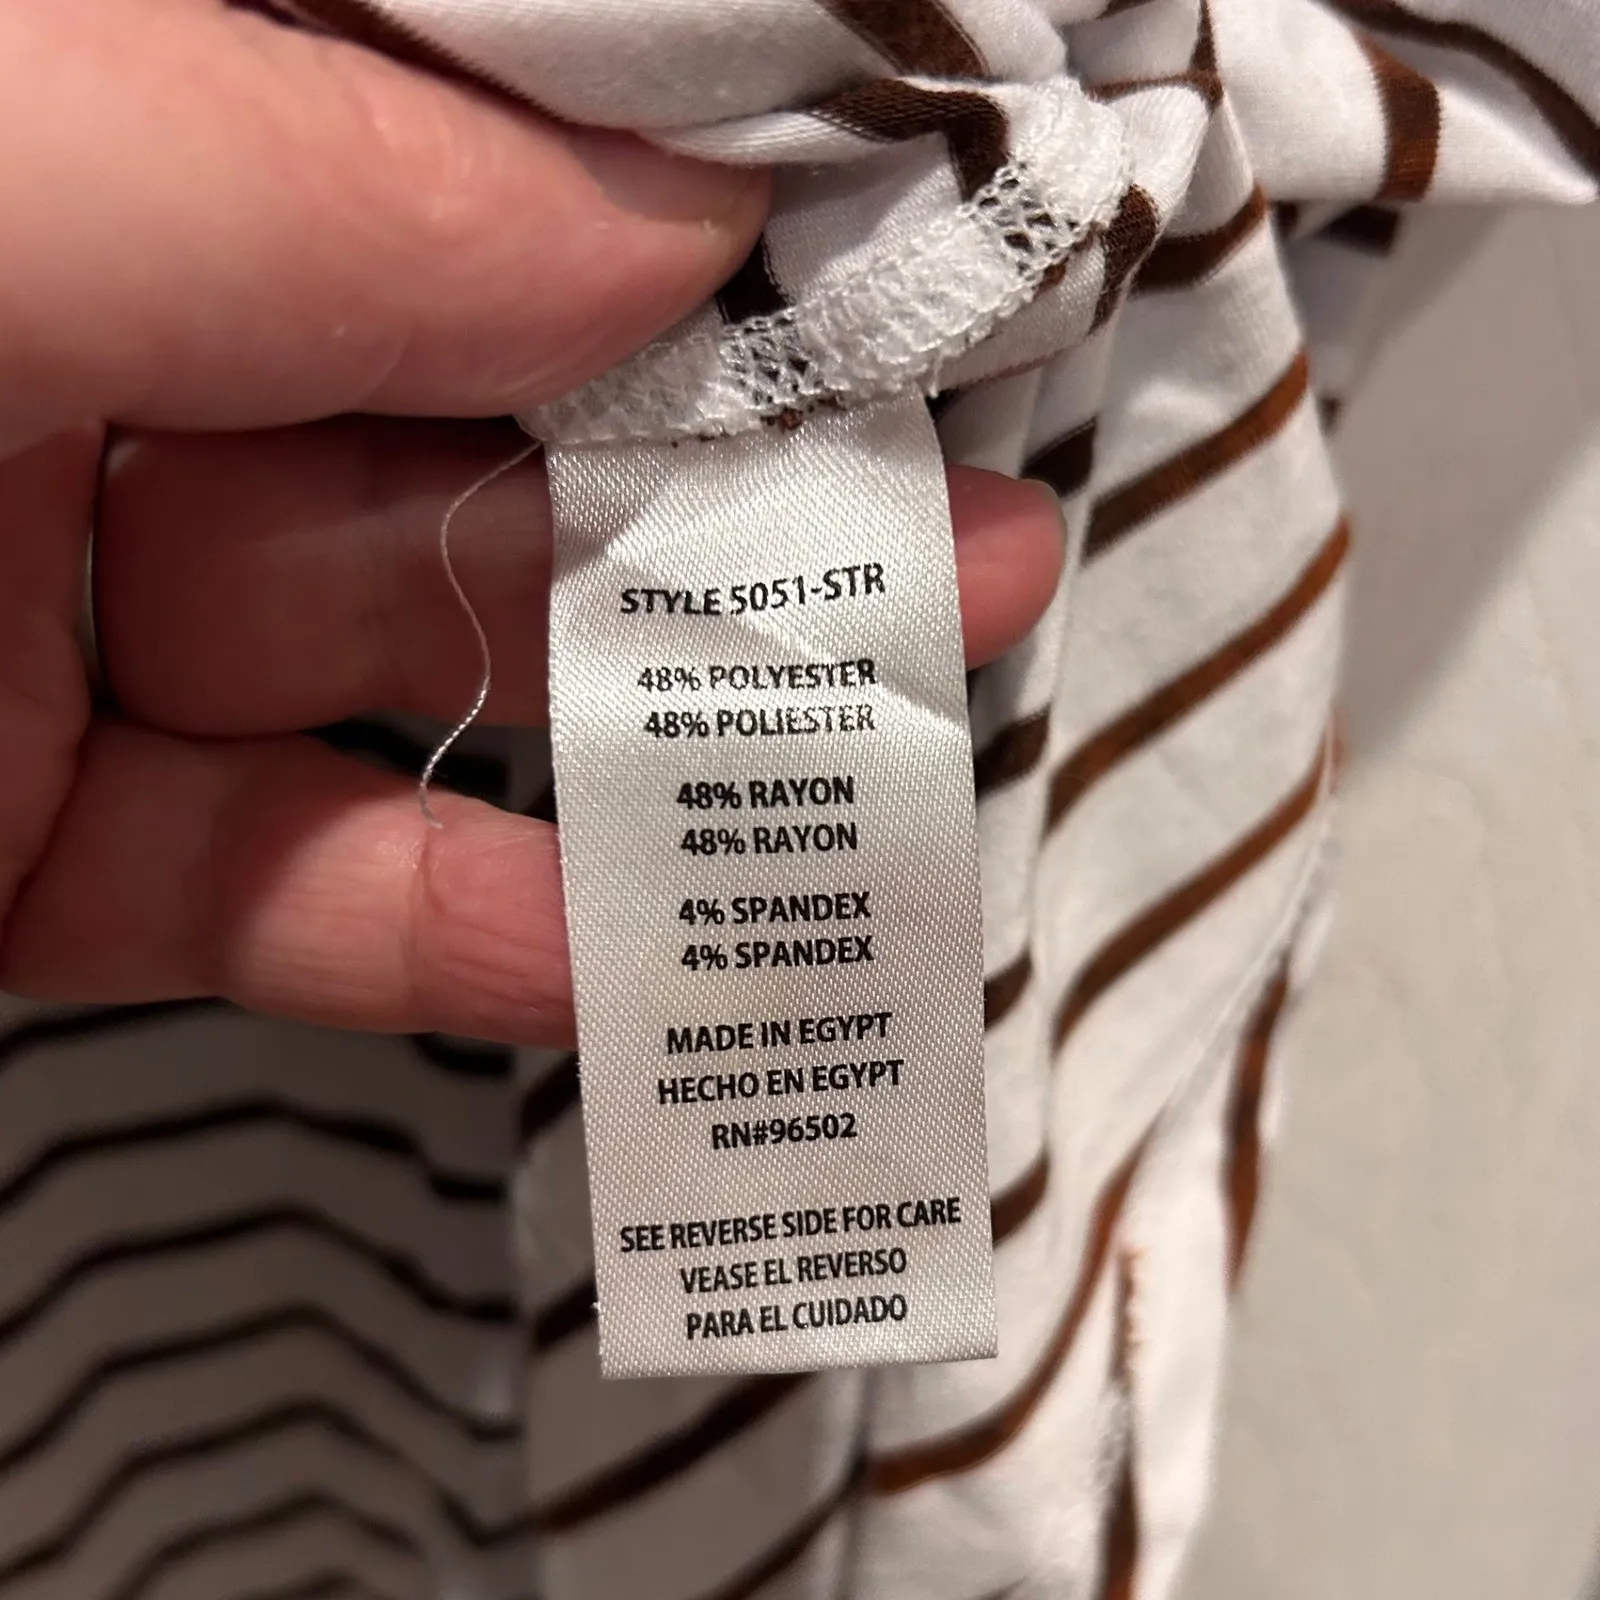 STYLE 5051-STR
48% POLYESTER
48% POLIESTER
48% RAYON
48% RAYON
4% SPANDEX
4% SPANDEX
MADE IN EGYPT
HECHO EN EGYPT
RN#96502
SEE REVERSE SIDE FOR CARE
VEASE EL REVERSO
PARA EL CUIDADO